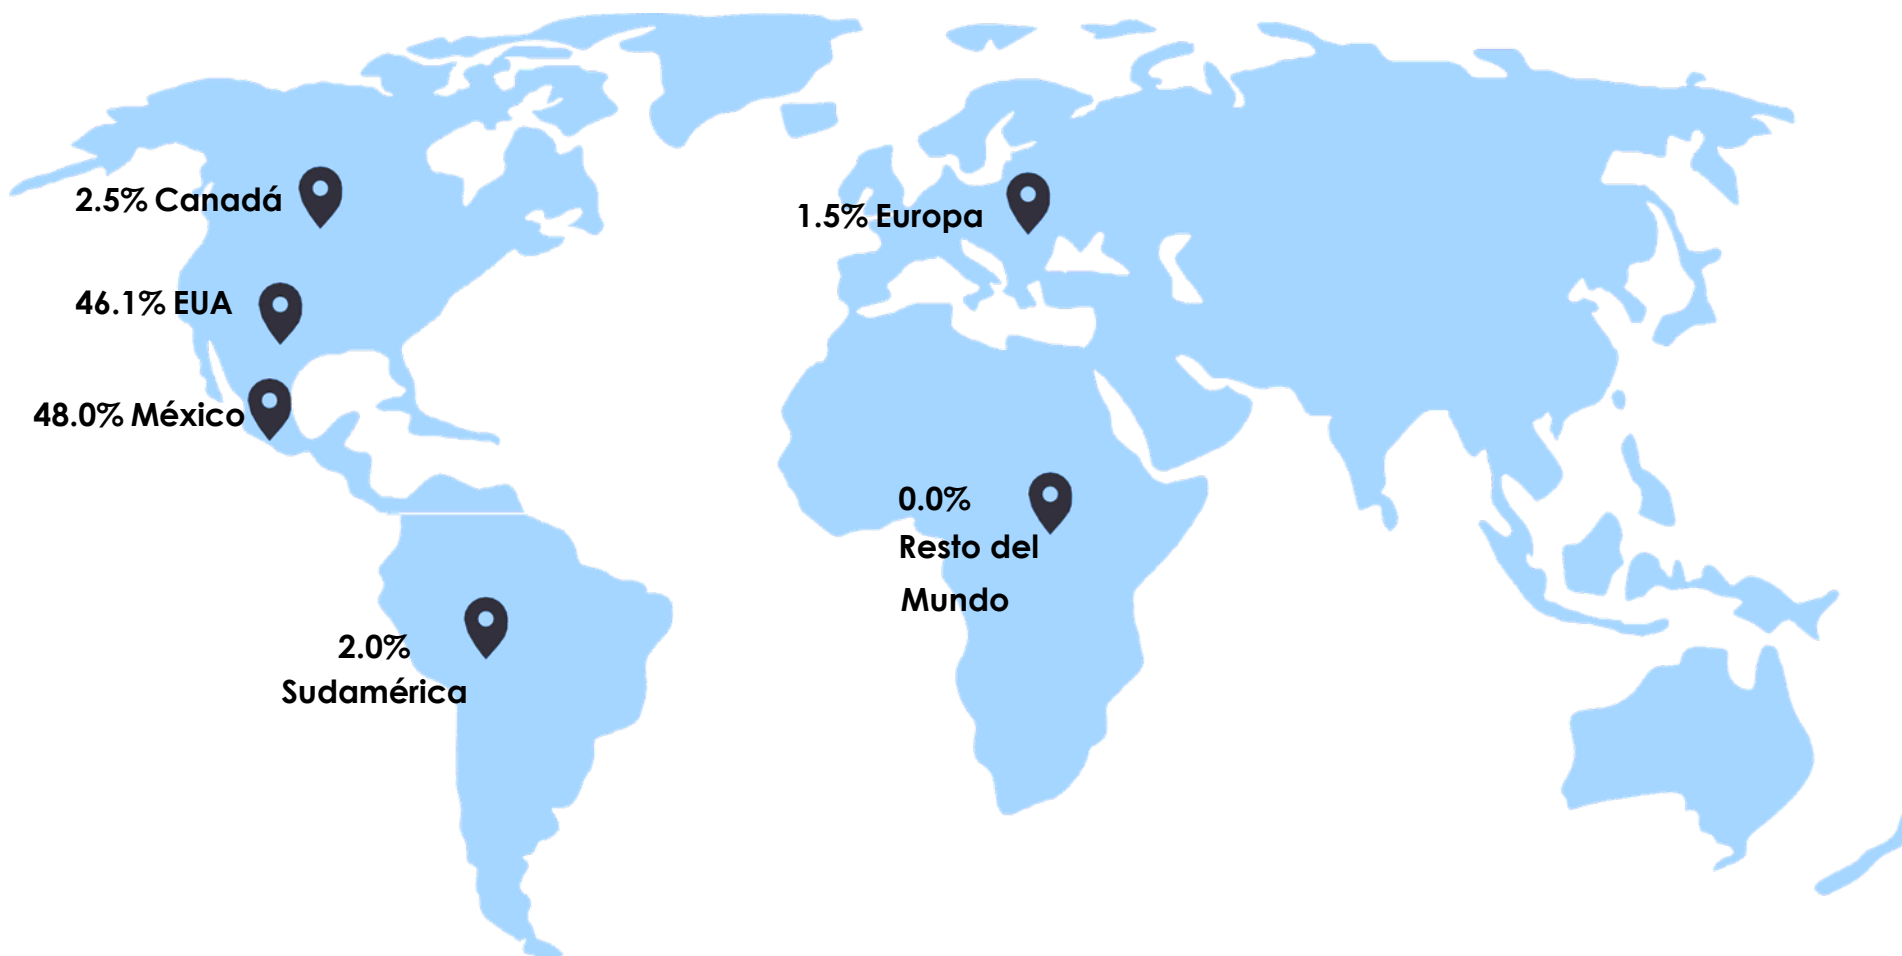 2.5% Canadá
1.5% Europa
46.1% EUA
48.0% México
0.0%
Resto del
Mundo
2.0%
Sudamérica